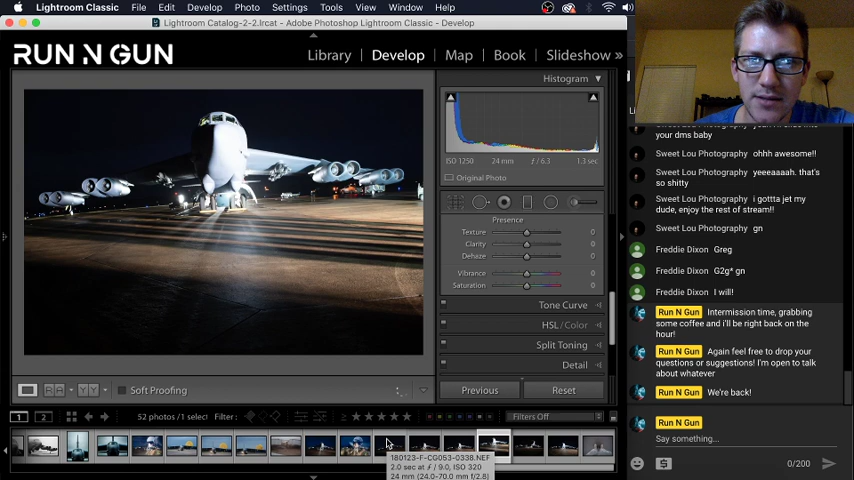 Lightroom Classic File Edit Develop Photo Settings Tools View Window Help
Lightroom Catalog-2-2.lrcat - Adobe Photoshop Lightroom Classic - Develop
RUN N GUN
Library | Develop | Map | Book | Slideshow »
Histogram
ISO 1250 24 mm ƒ / 6.3 1.3 sec
Original Photo
Presence
Texture 0
Clarity 0
Dehaze 0
Vibrance 0
Saturation 0
Tone Curve
HSL / Color
Split Toning
Detail
Previous Reset
Soft Proofing
1 2 52 photos / 1 select Filter: Filters Off
180123-F-CG053-0338.NEF
2.0 sec at ƒ / 9.0, ISO 320
24 mm (24.0-70.0 mm f/2.8)
your dms baby
Sweet Lou Photography ohhh awesome!!
Sweet Lou Photography yeeeaaaah. that's
so shitty
Sweet Lou Photography i gottta jet my
dude, enjoy the rest of stream!!
Sweet Lou Photography gn
Freddie Dixon Greg
Freddie Dixon G2g* gn
Freddie Dixon I will!
Run N Gun Intermission time, grabbing
some coffee and i'll be right back on the
hour!
Run N Gun Again feel free to drop your
questions or suggestions! I'm open to talk
about whatever
Run N Gun We're back!
Run N Gun
Say something...
0/200